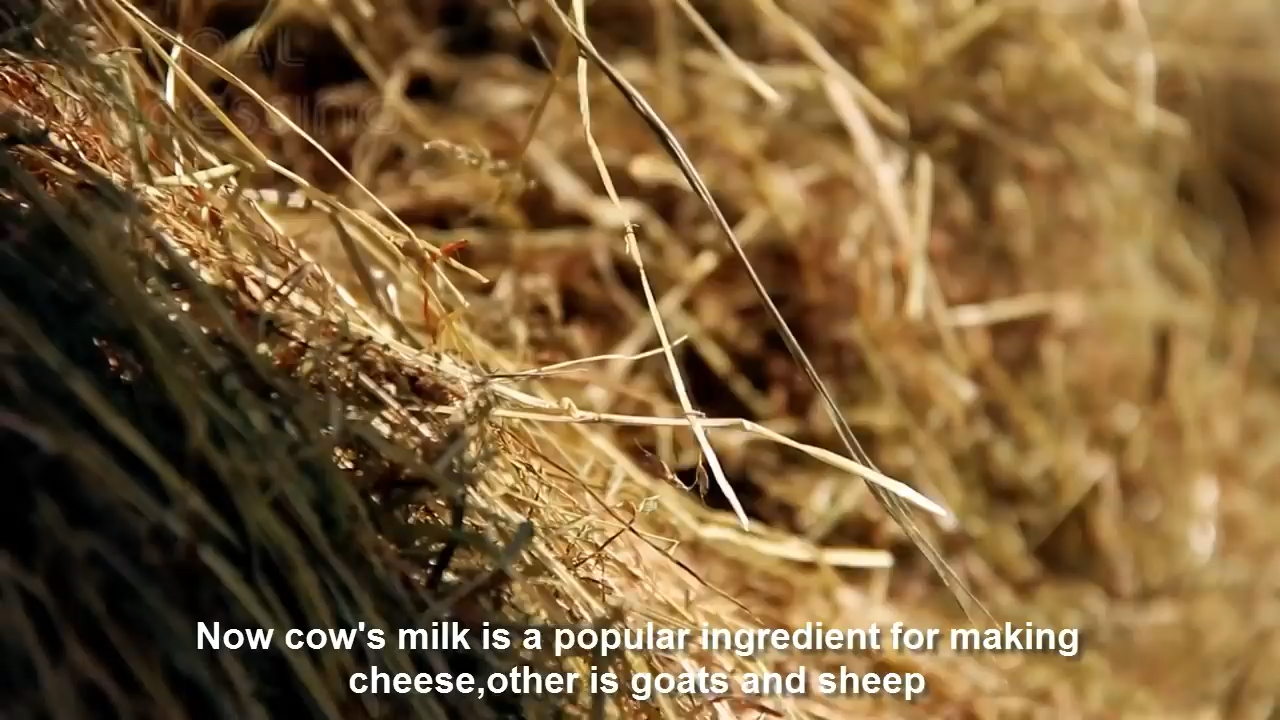 Now cow's milk is a popular ingredient for making
cheese,other is goats and sheep